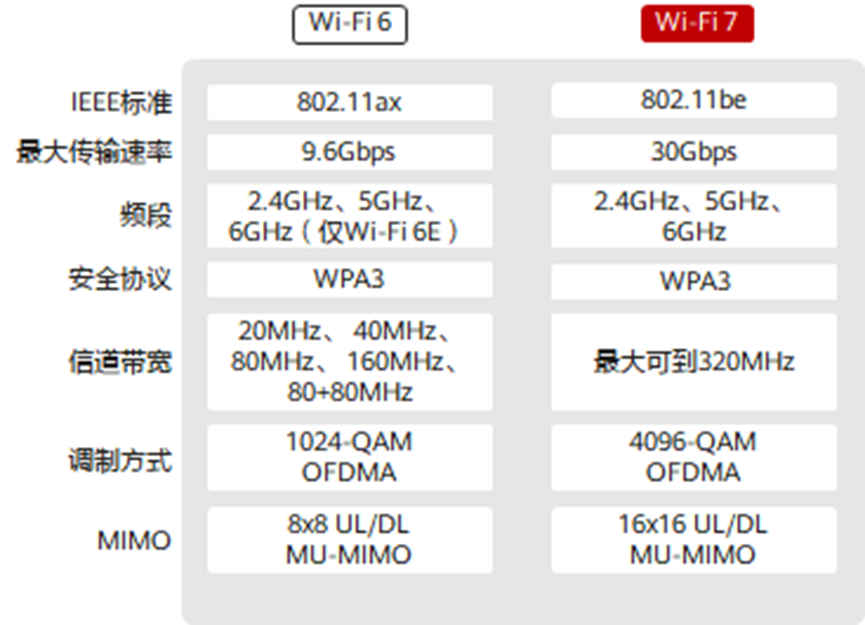 Wi-Fi 6 Wi-Fi 7
IEEE标准 802.11ax 802.11be
最大传输速率 9.6Gbps 30Gbps
频段
2.4GHz、5GHz、
6GHz（仅Wi-Fi 6E）
2.4GHz、5GHz、
6GHz
安全协议 WPA3 WPA3
信道带宽
20MHz、 40MHz、
80MHz、 160MHz、
80+80MHz
最大可到320MHz
调制方式
1024-QAM
OFDMA
4096-QAM
OFDMA
MIMO
8x8 UL/DL
MU-MIMO
16x16 UL/DL
MU-MIMO